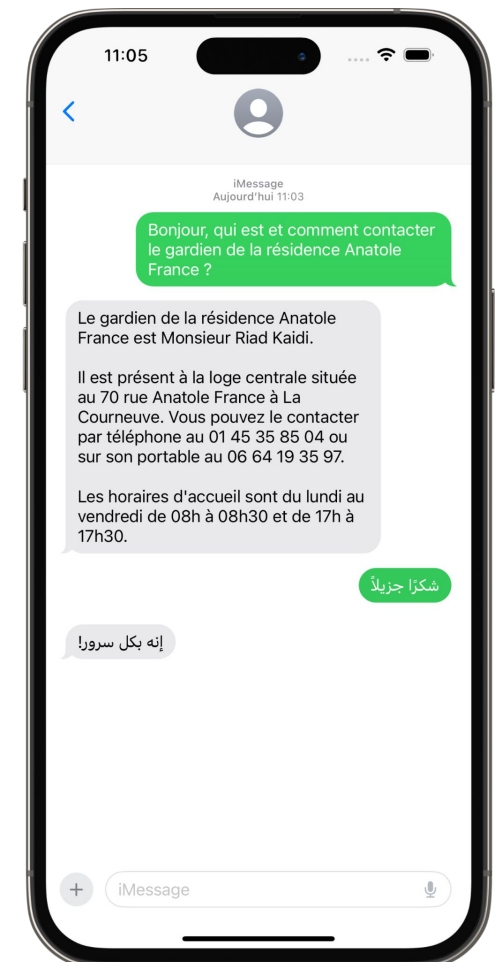 11:05
iMessage
Aujourd'hui 11:03
Bonjour, qui est et comment contacter
le gardien de la résidence Anatole
France ?
Le gardien de la résidence Anatole
France est Monsieur Riad Kaidi.
Il est présent à la loge centrale située
au 70 rue Anatole France à La
Courneuve. Vous pouvez le contacter
par téléphone au 01 45 35 85 04 ou
sur son portable au 06 64 19 35 97.
Les horaires d'accueil sont du lundi au
vendredi de 08h à 08h30 et de 17h à
17h30.
شكرًا جزيلاً
إنه بكل سرور!
iMessage